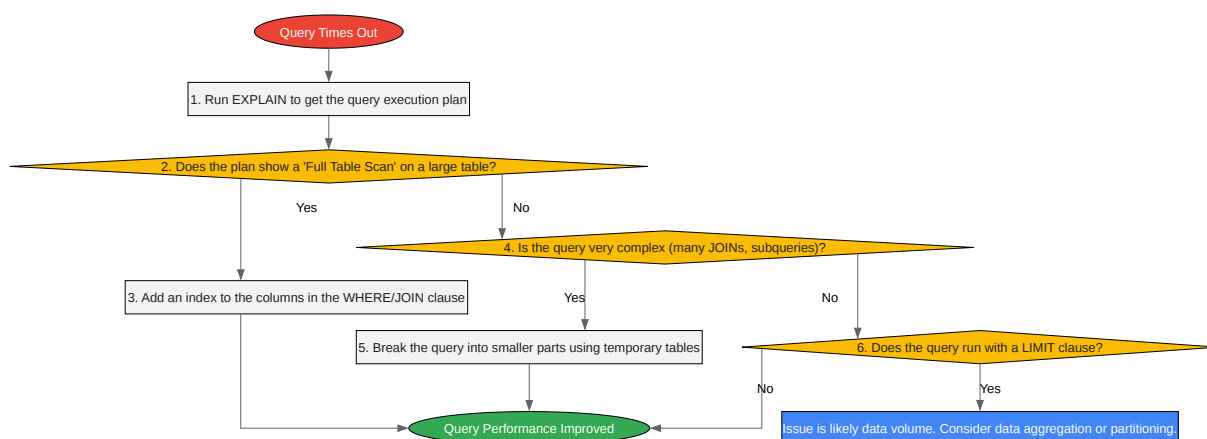 Query Times Out
1. Run EXPLAIN to get the query execution plan
2. Does the plan show a 'Full Table Scan' on a large table?
Yes
No
4. Is the query very complex (many JOINs, subqueries)?
3. Add an index to the columns in the WHERE/JOIN clause
Yes
No
5. Break the query into smaller parts using temporary tables
6. Does the query run with a LIMIT clause?
No
Yes
Query Performance Improved
Issue is likely data volume. Consider data aggregation or partitioning.